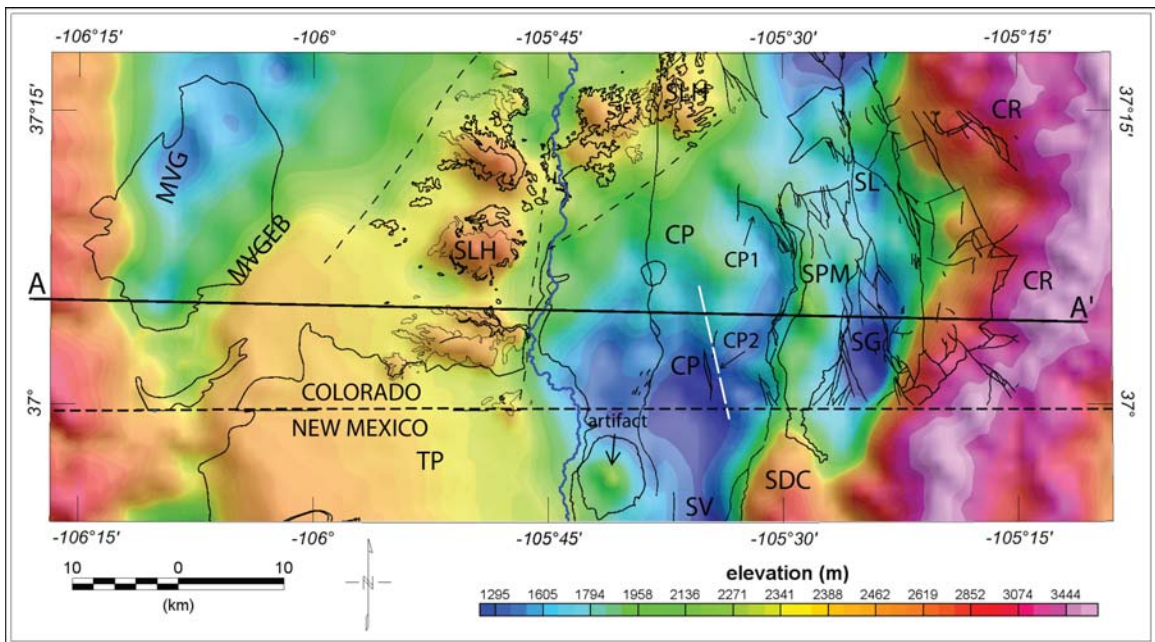 -106°15' -106° -105°45' -105°30' -105°15'
37°15' 37°15'
SLH
CR
MVG
SL
MVGEB
SLH
CP
CP1
SPM
CR
A
A'
CP2
SG
CP
37° 37°
COLORADO
NEW MEXICO
artifact
TP
SDC
SV
-106°15' -106° -105°45' -105°30' -105°15'
10 0 10
(km)
N
elevation (m)
1295 1605 1794 1958 2136 2271 2341 2388 2462 2619 2852 3074 3444